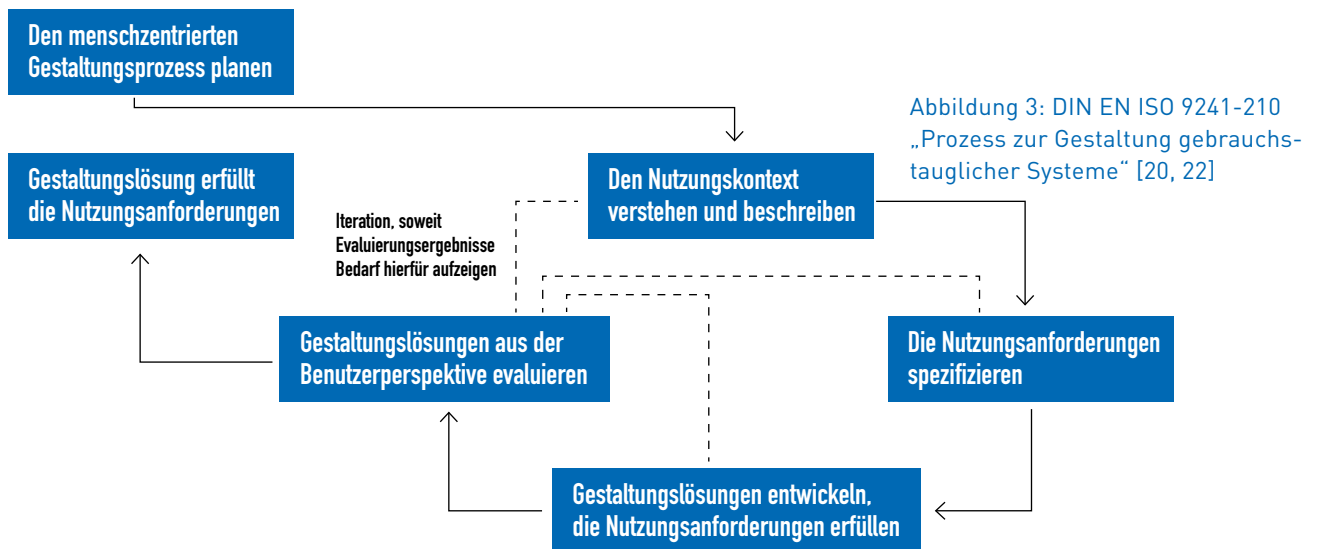 Den menschzentrierten
Gestaltungsprozess planen
Abbildung 3: DIN EN ISO 9241-210
„Prozess zur Gestaltung gebrauchs-
tauglicher Systeme“ [20, 22]
Gestaltungslösung erfüllt
die Nutzungsanforderungen
Den Nutzungskontext
verstehen und beschreiben
Iteration, soweit
Evaluierungsergebnisse
Bedarf hierfür aufzeigen
Gestaltungslösungen aus der
Benutzerperspektive evaluieren
Die Nutzungsanforderungen
spezifizieren
Gestaltungslösungen entwickeln,
die Nutzungsanforderungen erfüllen